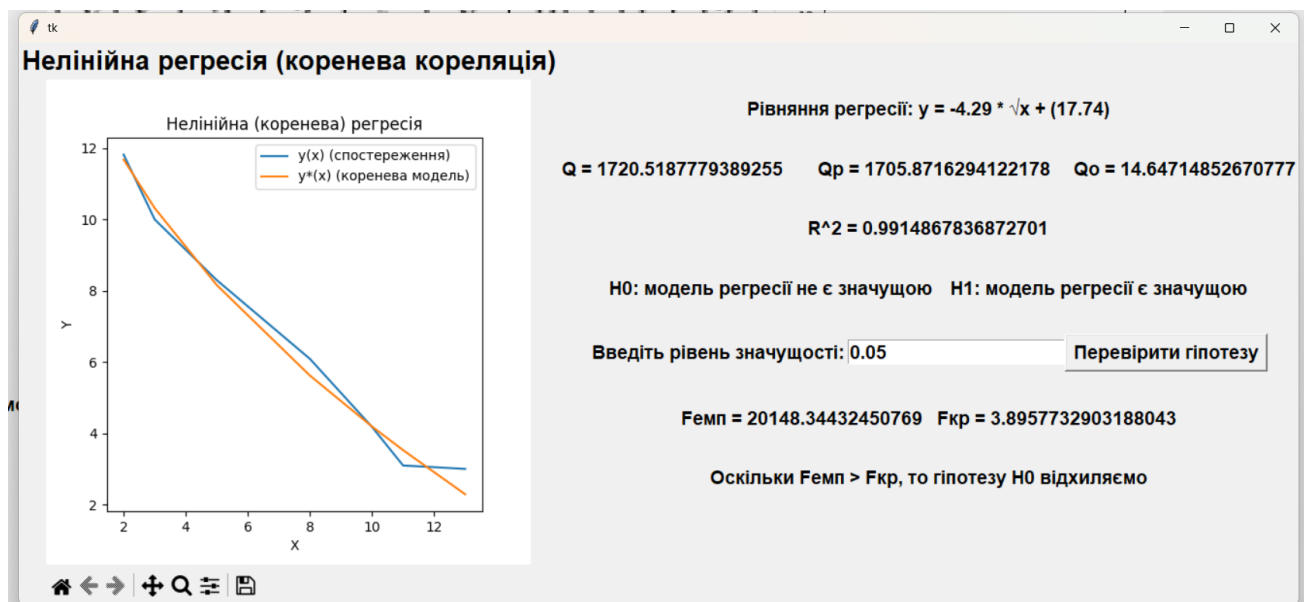 tk
Нелінійна регресія (коренева кореляція)
Нелінійна (коренева) регресія
y(x) (спостереження)
y*(x) (коренева модель)
12
10
8
6
4
2
Y
2 4 6 8 10 12
X
Рівняння регресії: y = -4.29 * √x + (17.74)
Q = 1720.5187779389255 Qp = 1705.8716294122178 Qo = 14.64714852670777
R^2 = 0.9914867836872701
H0: модель регресії не є значущою H1: модель регресії є значущою
Введіть рівень значущості: 0.05 Перевірити гіпотезу
Fемп = 20148.34432450769 Fкр = 3.8957732903188043
Оскільки Fемп > Fкр, то гіпотезу H0 відхиляємо